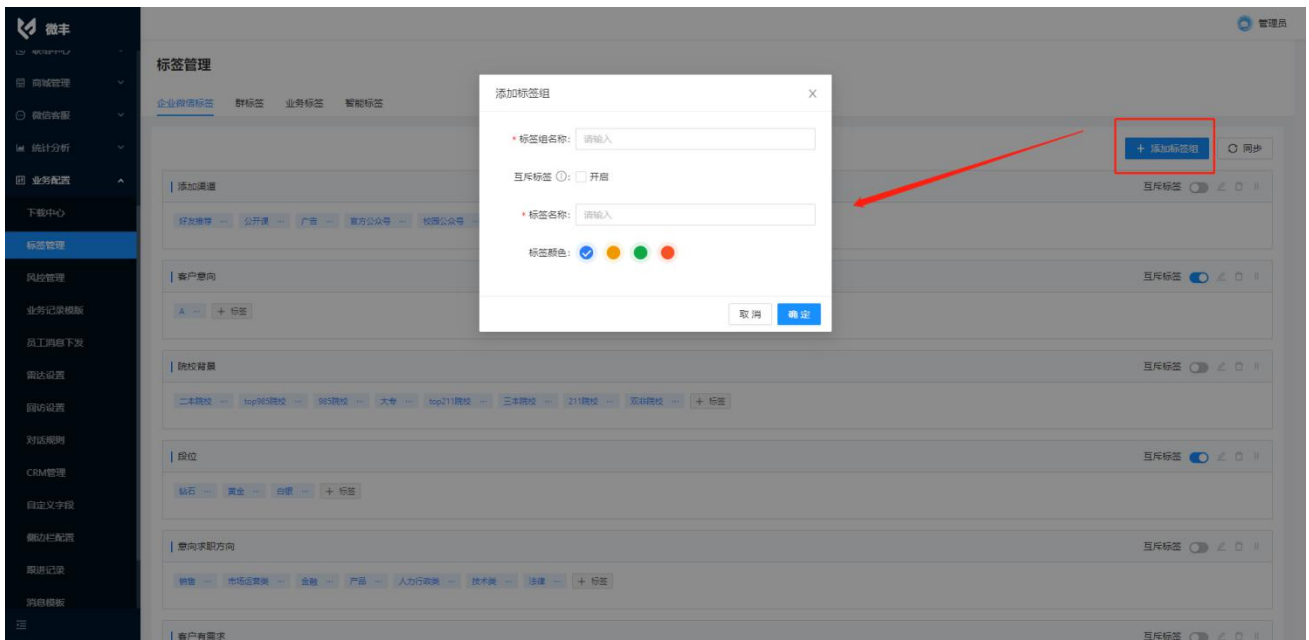 微丰
管理员
商城管理
微信客服
统计分析
业务配置
下载中心
标签管理
风控管理
业务记录模版
员工消息下发
雷达设置
回访设置
对话规则
CRM管理
自定义字段
侧边栏配置
跟进记录
消息模板
标签管理
企业微信标签 群标签 业务标签 智能标签
+ 添加标签组 同步
添加渠道 互斥标签
好友推荐 ··· 公开课 ··· 广告 ··· 官方公众号 ··· 校园公众号
客户意向 互斥标签
A ··· + 标签
院校背景 互斥标签
二本院校 ··· top985院校 ··· 985院校 ··· 大专 ··· top211院校 ··· 三本院校 ··· 211院校 ··· 双非院校 ··· + 标签
段位 互斥标签
钻石 ··· 黄金 ··· 白银 ··· + 标签
意向求职方向 互斥标签
销售 ··· 市场运营类 ··· 金融 ··· 产品 ··· 人力行政类 ··· 技术类 ··· 法律 ··· + 标签
客户有需求 互斥标签
添加标签组
* 标签组名称: 请输入
互斥标签 : 开启
* 标签名称: 请输入
标签颜色:
取 消 确 定